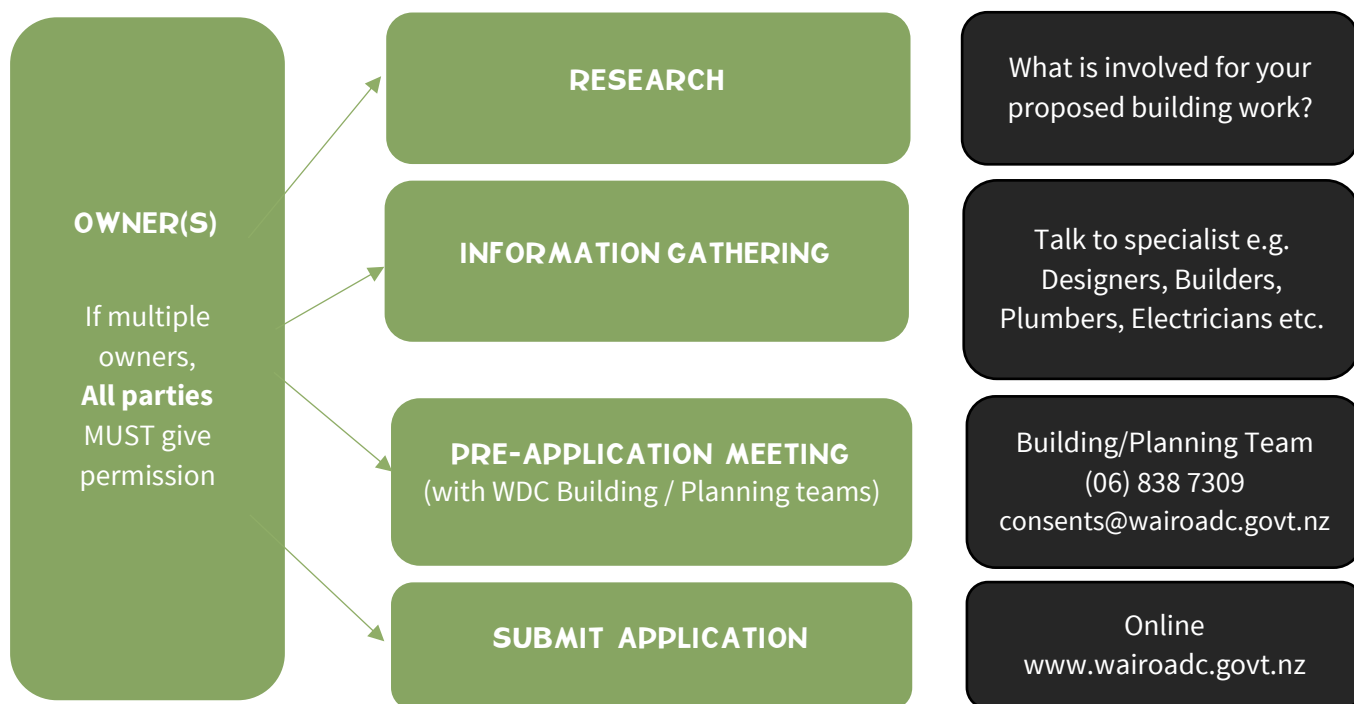 OWNER(S)
If multiple
owners,
All parties
MUST give
permission
RESEARCH
What is involved for your
proposed building work?
INFORMATION GATHERING
Talk to specialist e.g.
Designers, Builders,
Plumbers, Electricians etc.
PRE-APPLICATION MEETING
(with WDC Building / Planning teams)
Building/Planning Team
(06) 838 7309
consents@wairoadc.govt.nz
SUBMIT APPLICATION
Online
www.wairoadc.govt.nz